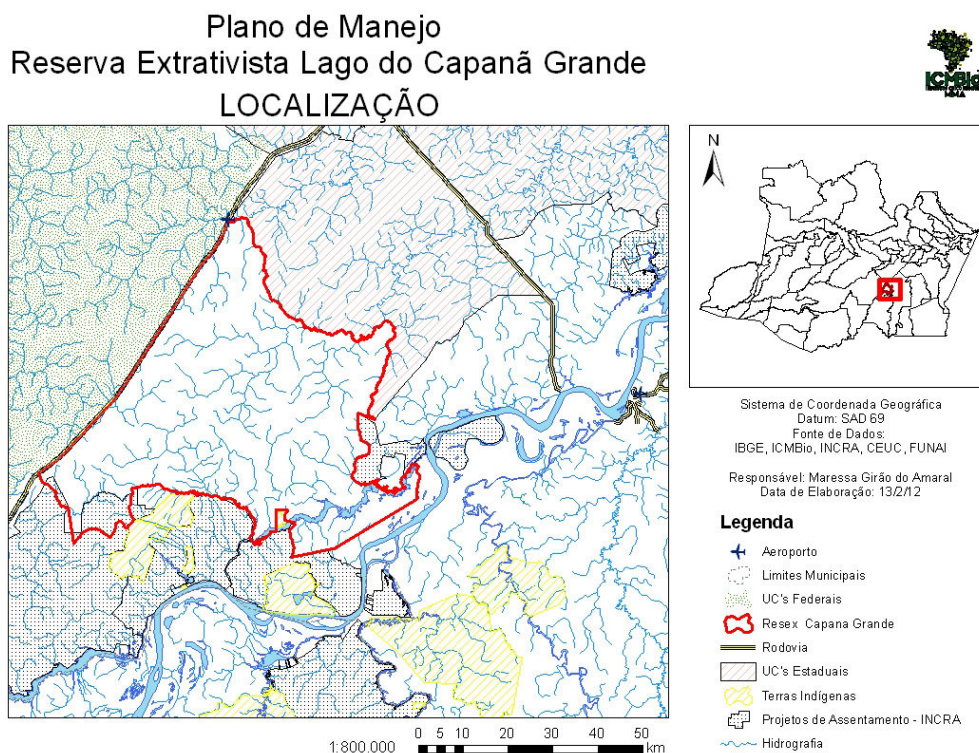 Plano de Manejo
Reserva Extrativista Lago do Capanã Grande
LOCALIZAÇÃO
ICMBio
MMA
N
Sistema de Coordenada Geográfica
Datum: SAD 69
Fonte de Dados:
IBGE, ICMBio, INCRA, CEUC, FUNAI
Responsável: Maressa Girão do Amaral
Data de Elaboração: 13/2/12
Legenda
Aeroporto
Limites Municipais
UC's Federais
Resex Capana Grande
Rodovia
UC's Estaduais
Terras Indígenas
Projetos de Assentamento - INCRA
Hidrografia
1:800.000
0 5 10 20 30 40 50
km